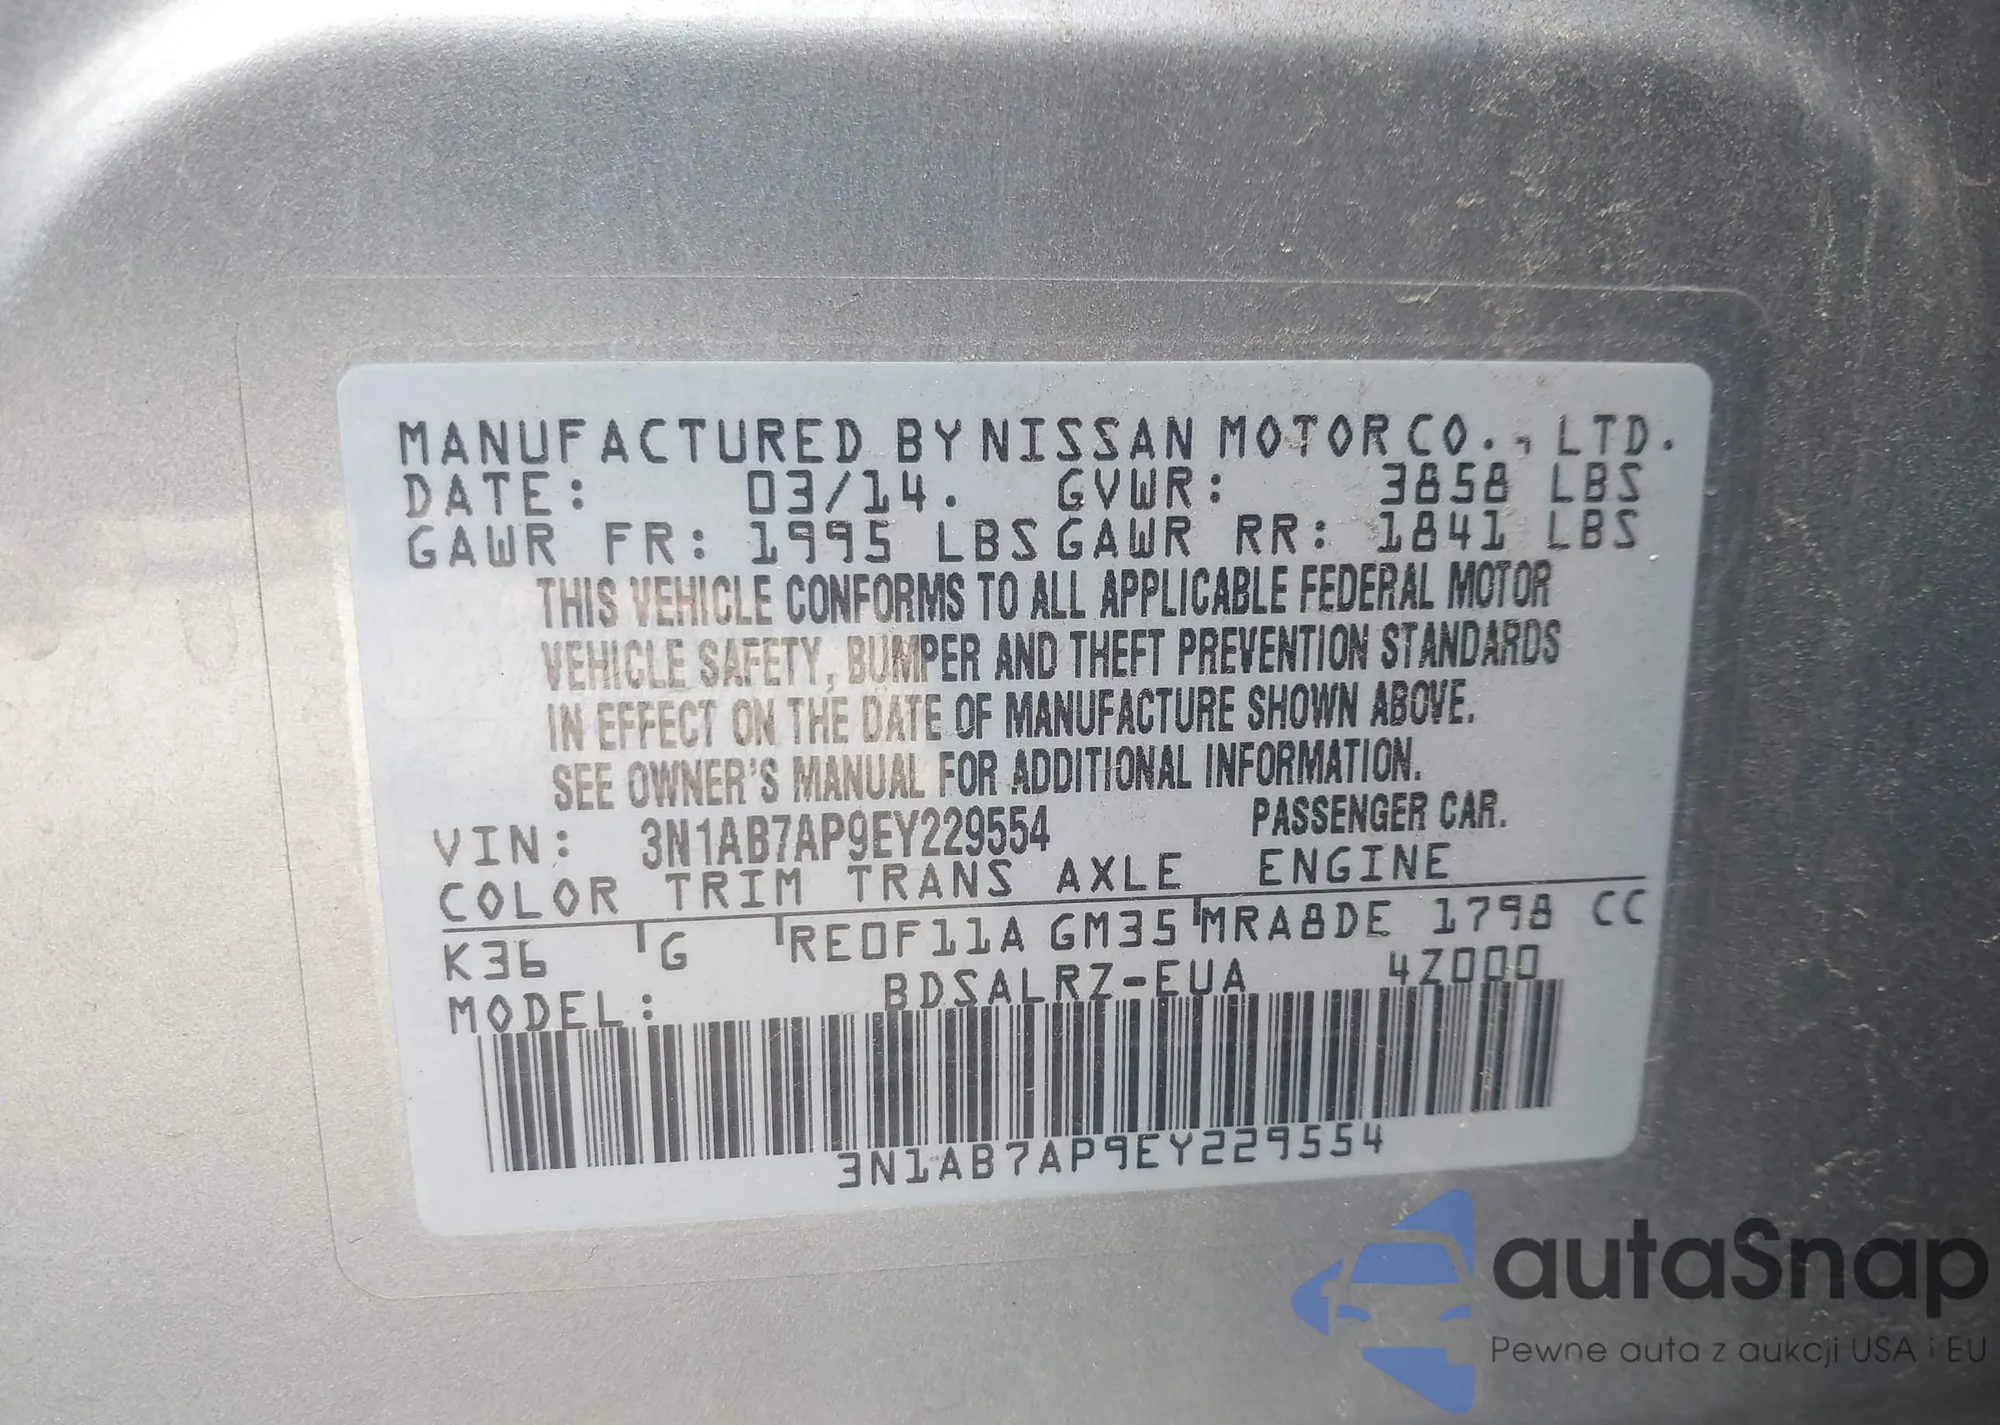 MANUFACTURED BY NISSAN MOTOR CO., LTD.
DATE: 03/14. GVWR: 3858 LBS
GAWR FR: 1995 LBS GAWR RR: 1841 LBS
THIS VEHICLE CONFORMS TO ALL APPLICABLE FEDERAL MOTOR
VEHICLE SAFETY, BUMPER AND THEFT PREVENTION STANDARDS
IN EFFECT ON THE DATE OF MANUFACTURE SHOWN ABOVE.
SEE OWNER'S MANUAL FOR ADDITIONAL INFORMATION.
VIN: 3N1AB7AP9EY229554 PASSENGER CAR.
COLOR TRIM TRANS AXLE ENGINE
K36 G RE0F11A GM35 MRA8DE 1798 CC
MODEL: BDSALRZ-EUA 4Z000
3N1AB7AP9EY229554
autaSnap
Pewne auta z aukcji USA i EU